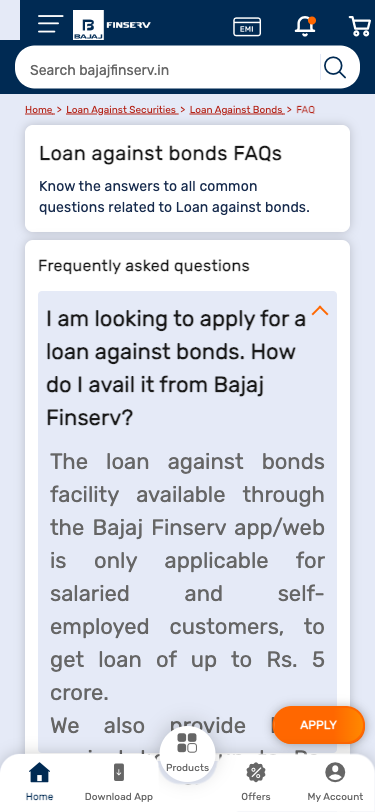 BAJAJ
FINSERV
EMI
Search bajajfinserv.in
Home > Loan Against Securities > Loan Against Bonds > FAQ
Loan against bonds FAQs
Know the answers to all common
questions related to Loan against bonds.
Frequently asked questions
I am looking to apply for a
loan against bonds. How
do I avail it from Bajaj
Finserv?
The loan against bonds
facility available through
the Bajaj Finserv app/web
is only applicable for
salaried and self-
employed customers, to
get loan of up to Rs. 5
crore.
We also provide
APPLY
Home
Download App
Products
Offers
My Account